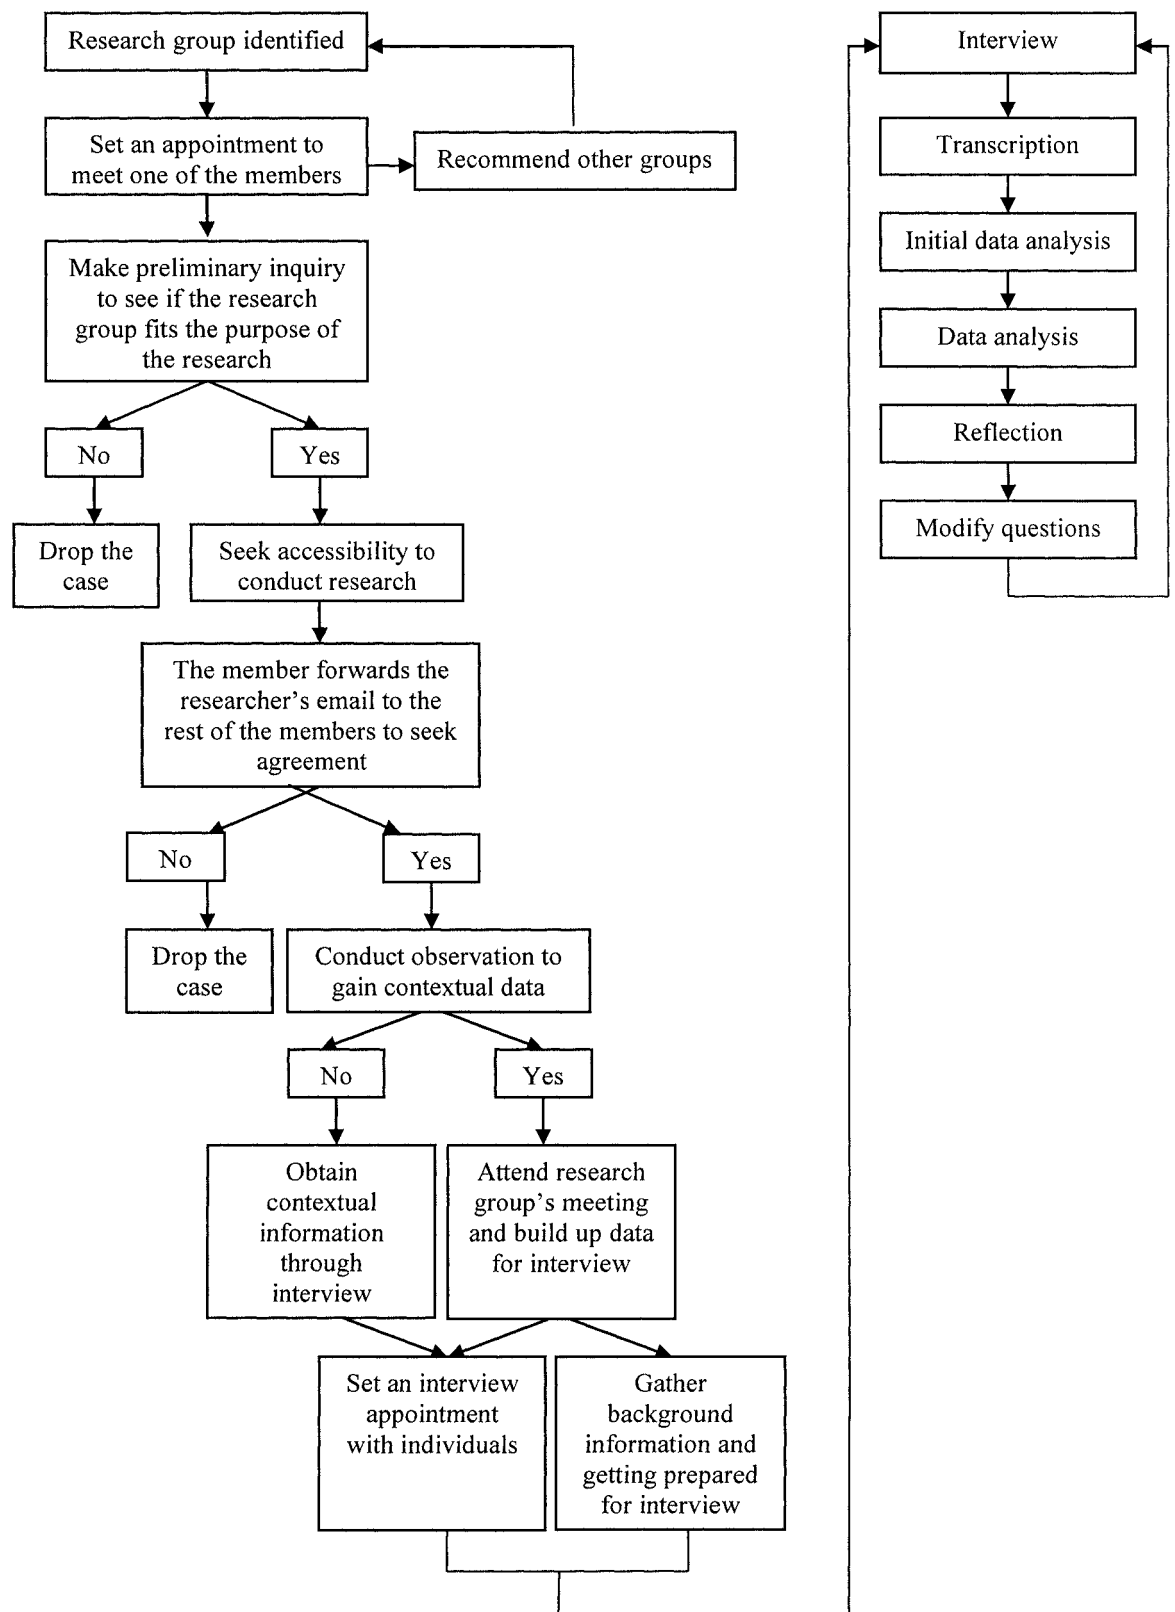 Research group identified
Set an appointment to
meet one of the members
Recommend other groups
Make preliminary inquiry
to see if the research
group fits the purpose of
the research
No
Yes
Drop the
case
Seek accessibility to
conduct research
The member forwards the
researcher's email to the
rest of the members to seek
agreement
No
Yes
Drop the
case
Conduct observation to
gain contextual data
No
Yes
Obtain
contextual
information
through
interview
Attend research
group's meeting
and build up data
for interview
Set an interview
appointment
with individuals
Gather
background
information and
getting prepared
for interview
Interview
Transcription
Initial data analysis
Data analysis
Reflection
Modify questions